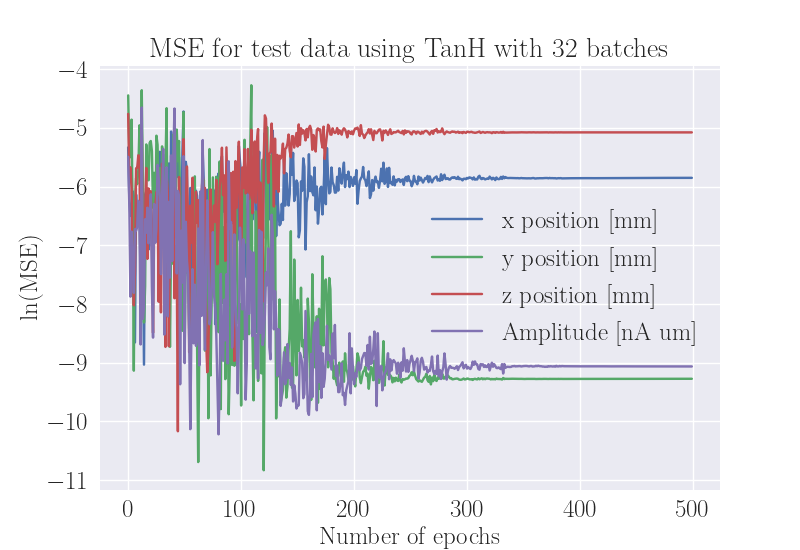 MSE for test data using TanH with 32 batches
−4
−5
−6
−7
−8
−9
−10
−11
ln(MSE)
x position [mm]
y position [mm]
z position [mm]
Amplitude [nA um]
0 100 200 300 400 500
Number of epochs